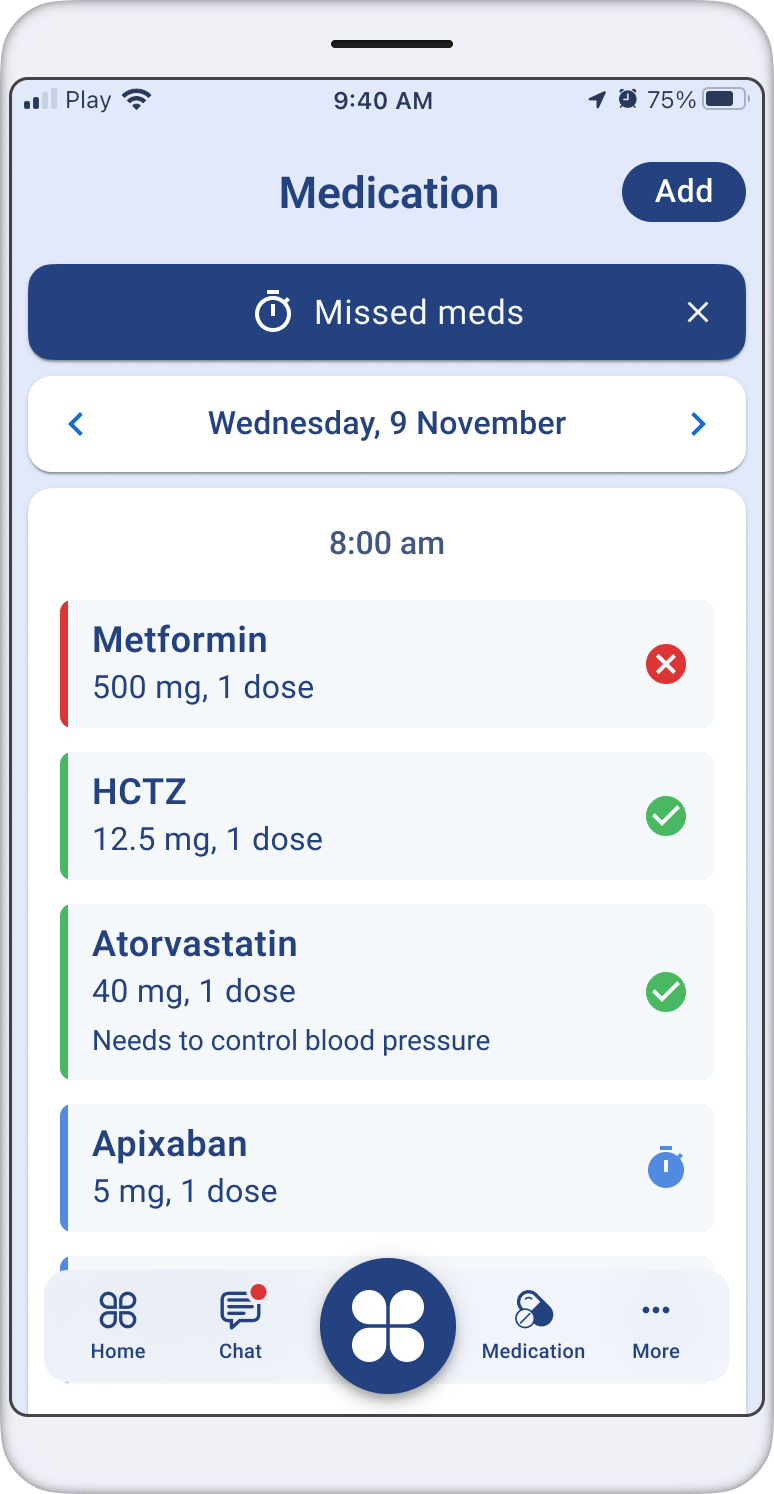 Play 9:40 AM 75%
Medication
Add
Missed meds
Wednesday, 9 November
8:00 am
Metformin
500 mg, 1 dose
HCTZ
12.5 mg, 1 dose
Atorvastatin
40 mg, 1 dose
Needs to control blood pressure
Apixaban
5 mg, 1 dose
Home
Chat
Medication
More